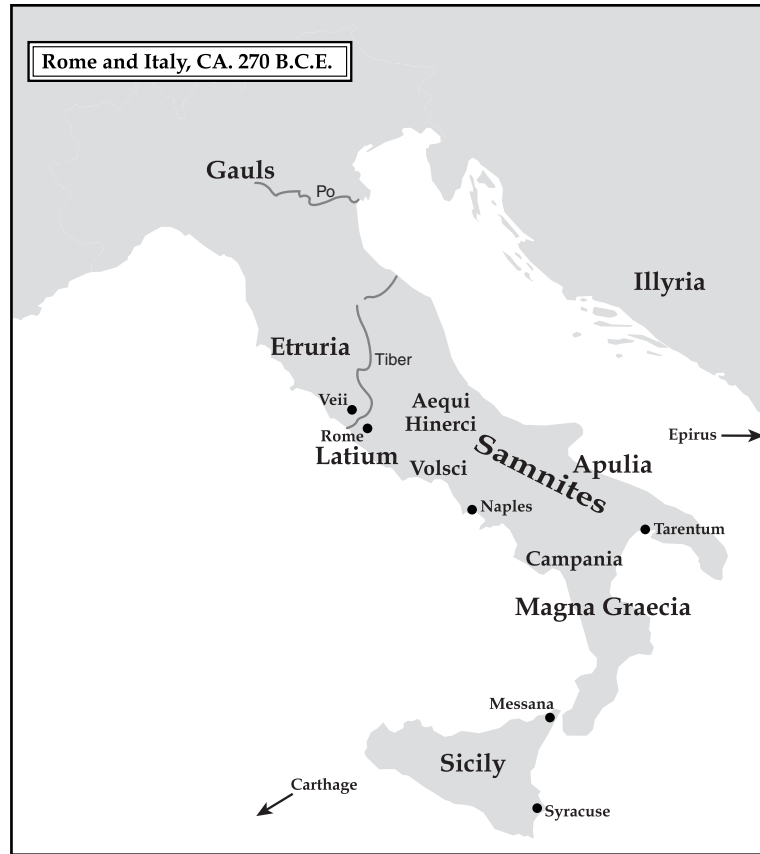 Rome and Italy, CA. 270 B.C.E.
Gauls
Po
Illyria
Etruria
Tiber
Veii
Aequi
Hinerci
Rome
Epirus
Latium
Volsci
Samnites
Apulia
Naples
Tarentum
Campania
Magna Graecia
Messana
Sicily
Carthage
Syracuse